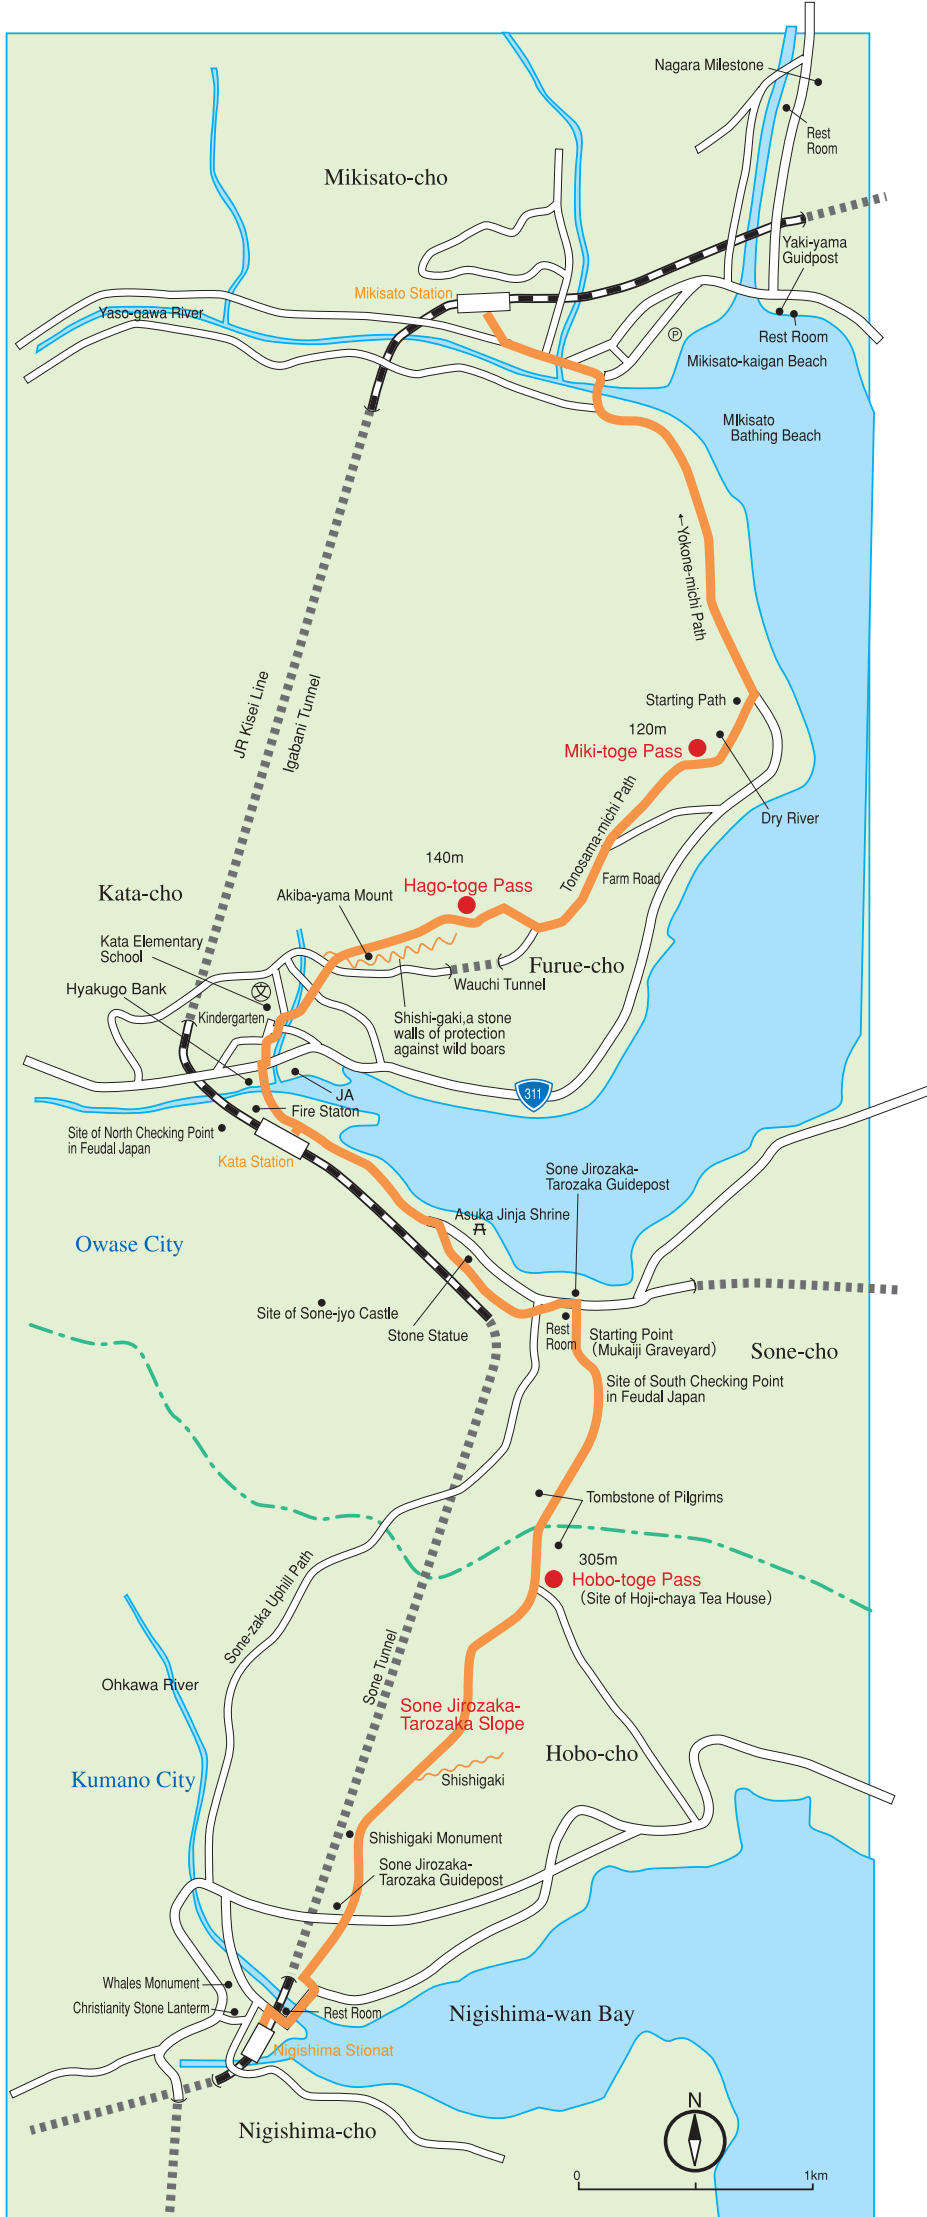 Nagara Milestone
Rest
Room
Mikisato-cho
Yaki-yama
Guidpost
Mikisato Station
Yaso-gawa River
P
Rest Room
Mikisato-kaigan Beach
MIkisato
Bathing Beach
←Yokone-michi Path
JR Kisei Line
Igabani Tunnel
Starting Path
120m
Miki-toge Pass
Dry River
Tonosama-michi Path
140m
Hago-toge Pass
Farm Road
Kata-cho
Akiba-yama Mount
Kata Elementary
School
Furue-cho
Hyakugo Bank
文
Wauchi Tunnel
Kindergarten
Shishi-gaki,a stone
walls of protection
against wild boars
311
JA
Fire Staton
Site of North Checking Point
in Feudal Japan
Kata Station
Sone Jirozaka-
Tarozaka Guidepost
Asuka Jinja Shrine
Owase City
Site of Sone-jyo Castle
Stone Statue
Rest
Room
Starting Point
(Mukaiji Graveyard)
Sone-cho
Site of South Checking Point
in Feudal Japan
Tombstone of Pilgrims
305m
Hobo-toge Pass
(Site of Hoji-chaya Tea House)
Sone-zaka Uphill Path
Sone Tunnel
Ohkawa River
Sone Jirozaka-
Tarozaka Slope
Hobo-cho
Kumano City
Shishigaki
Shishigaki Monument
Sone Jirozaka-
Tarozaka Guidepost
Whales Monument
Christianity Stone Lanterm
Rest Room
Nigishima-wan Bay
Nigishima Stionat
N
Nigishima-cho
0
1km